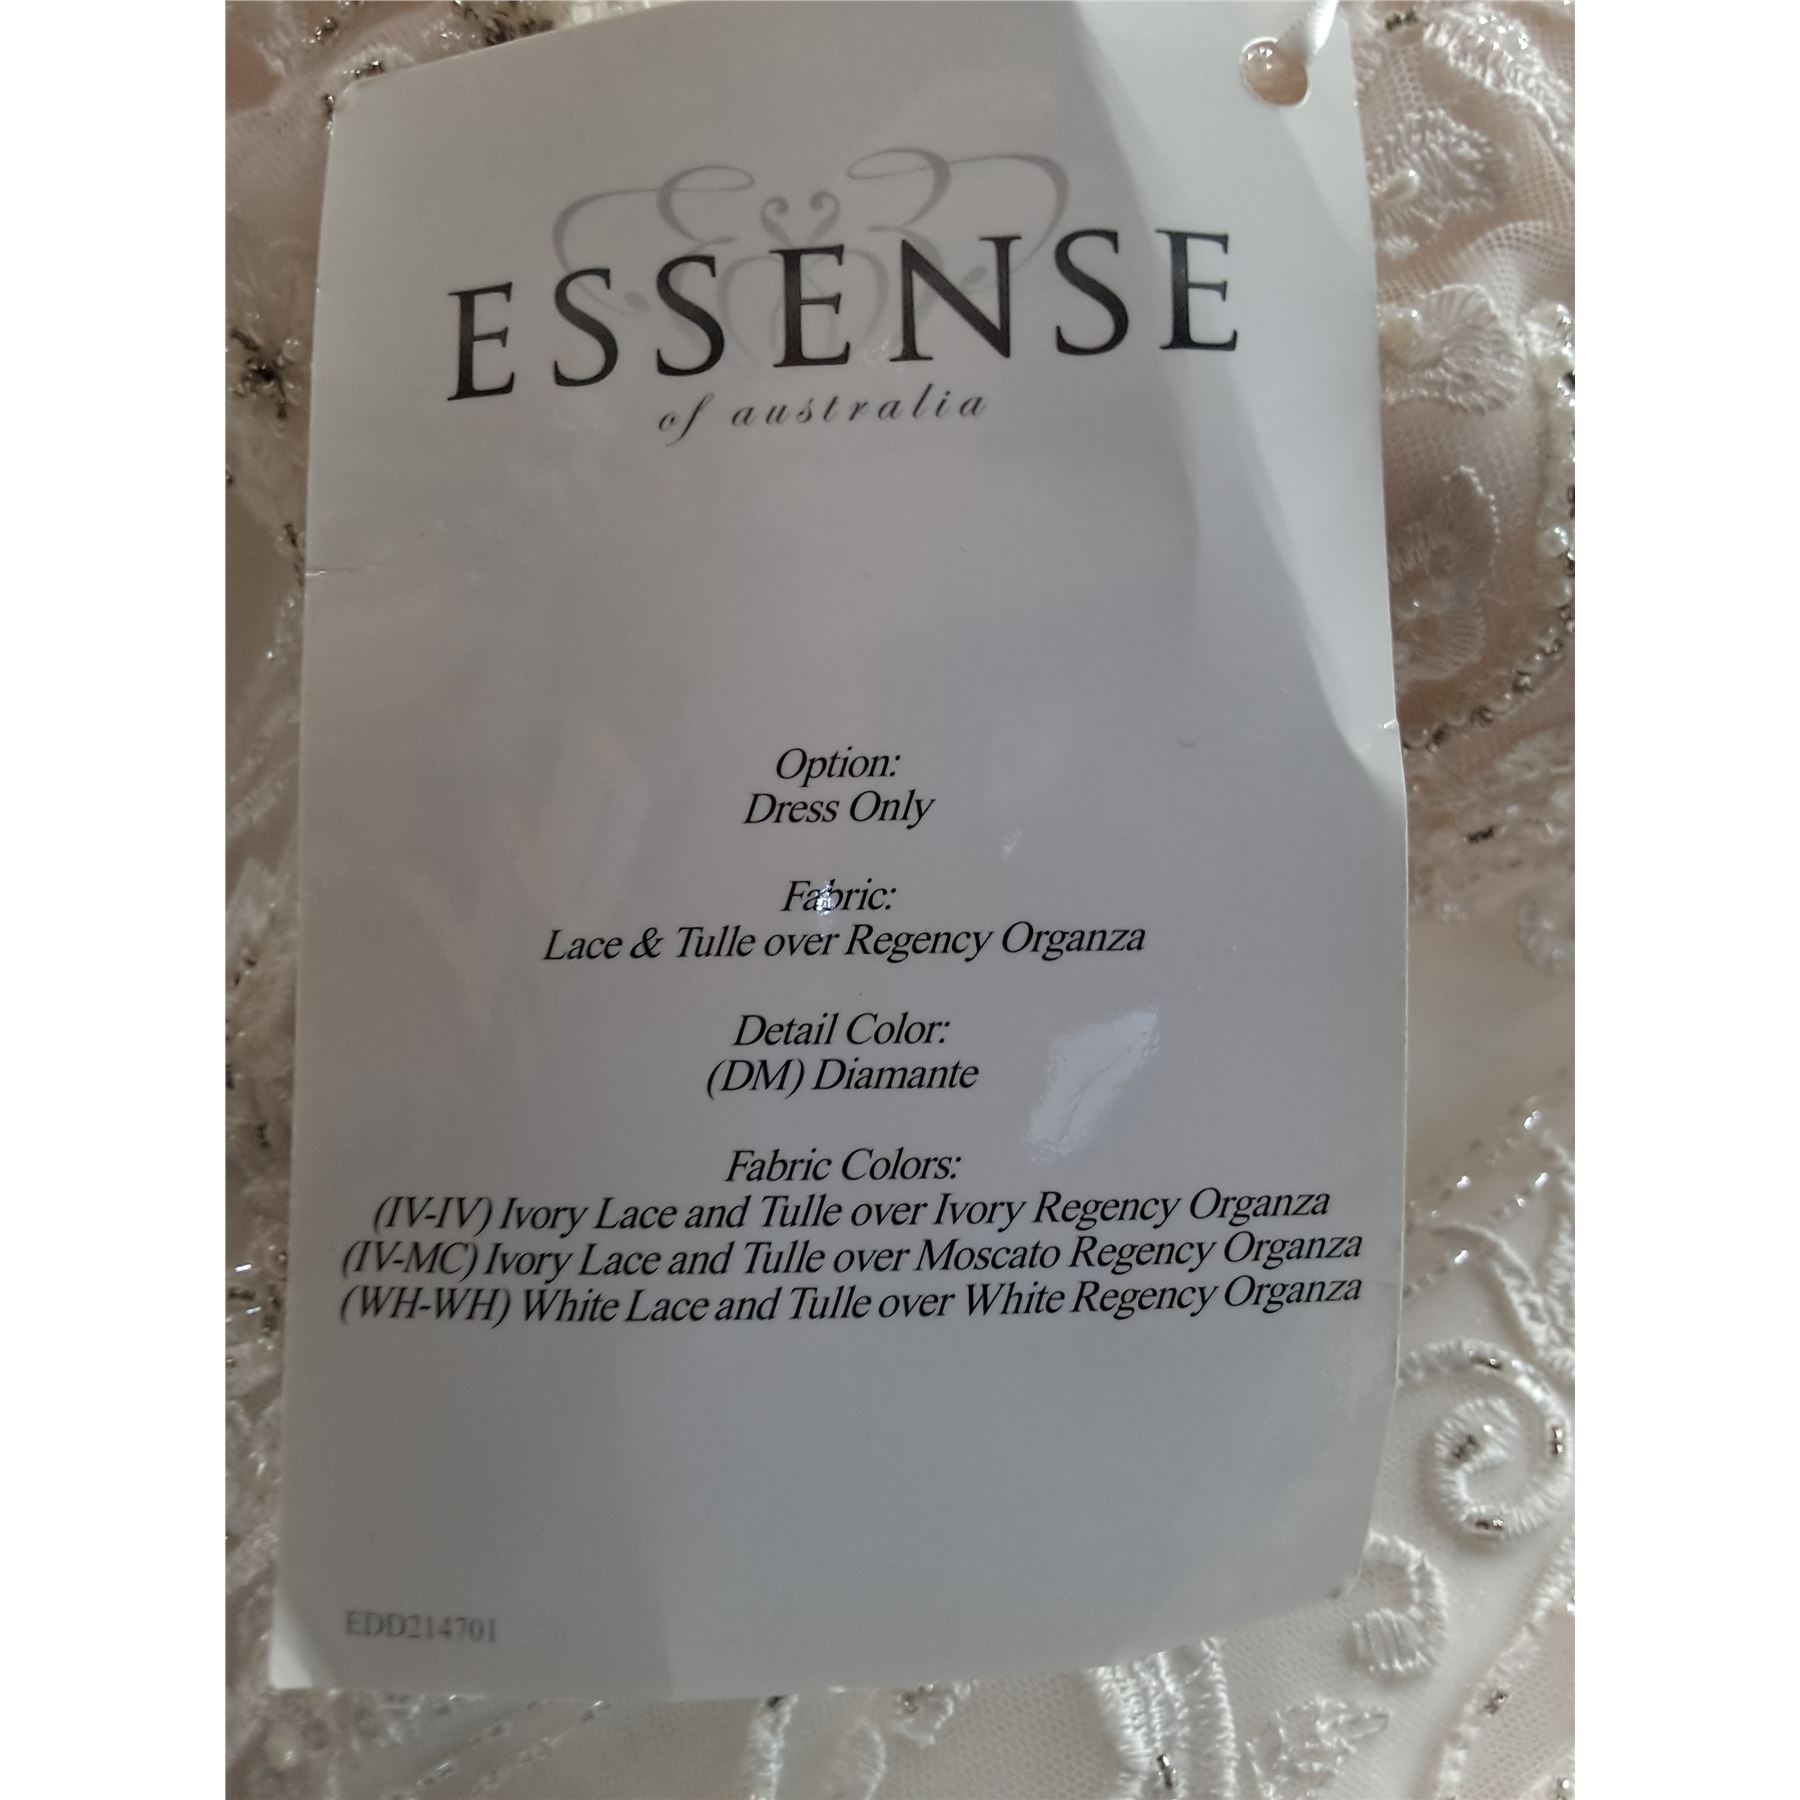 ESSENSE
of australia
Option:
Dress Only
Fabric:
Lace & Tulle over Regency Organza
Detail Color:
(DM) Diamante
Fabric Colors:
(IV-IV) Ivory Lace and Tulle over Ivory Regency Organza
(IV-MC) Ivory Lace and Tulle over Moscato Regency Organza
(WH-WH) White Lace and Tulle over White Regency Organza
EDD214701